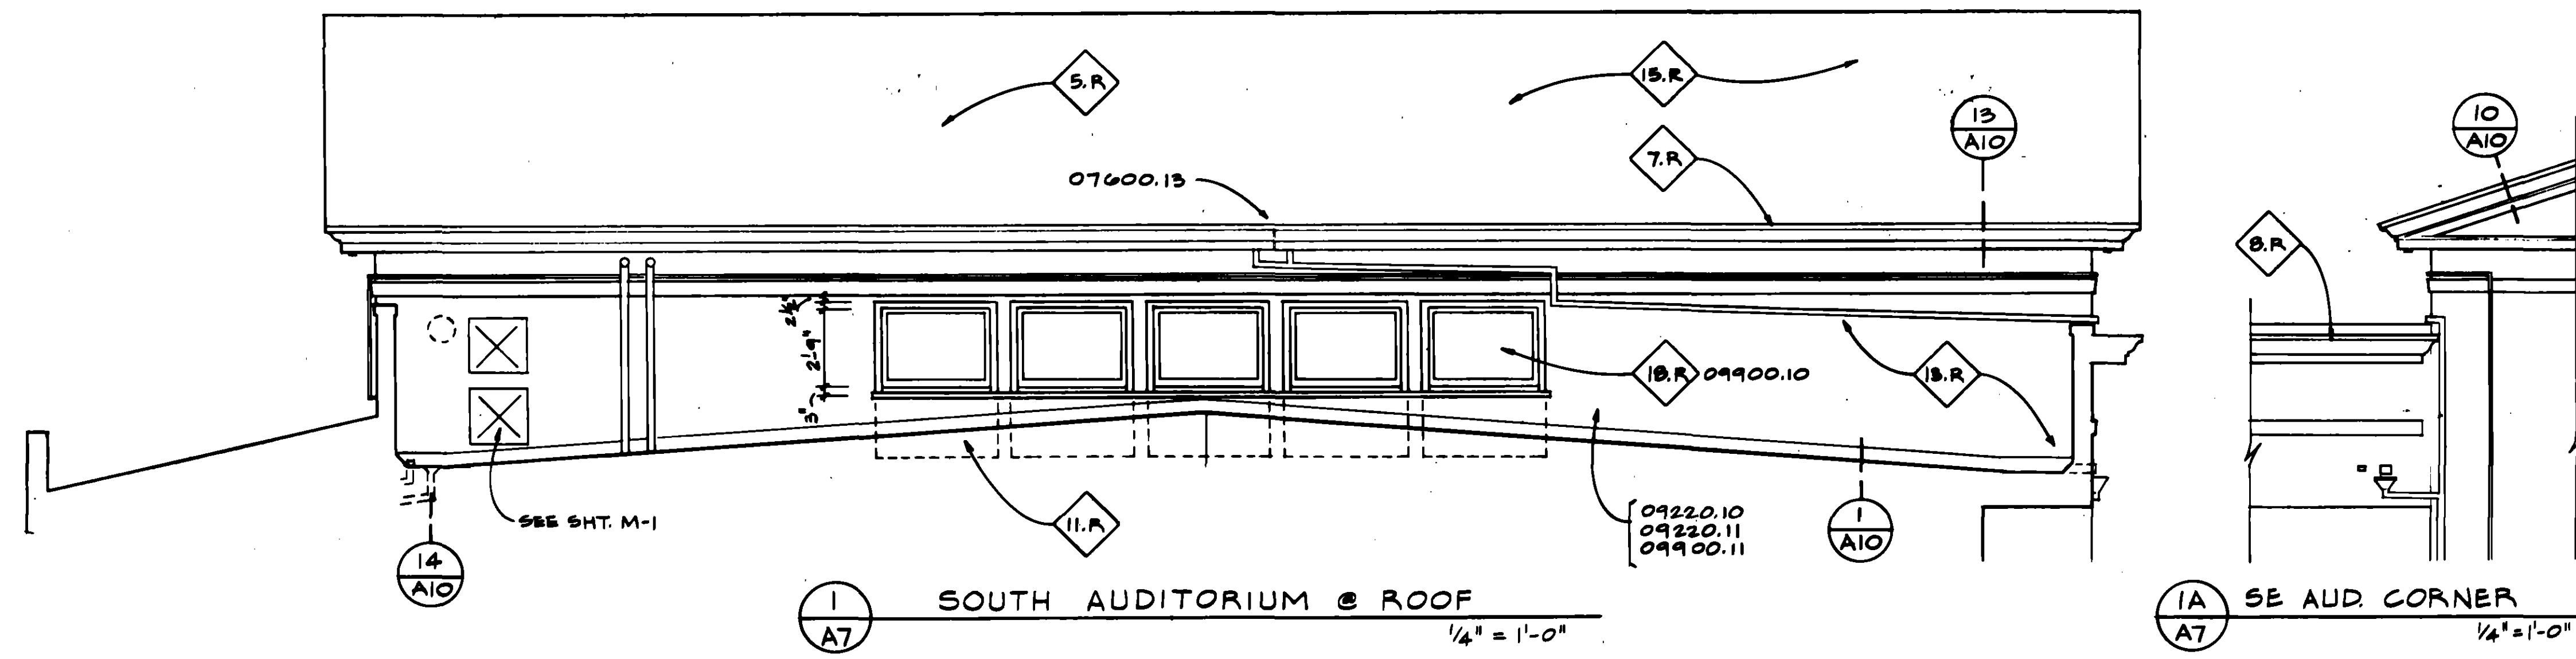 5.R
15.R
13
A10
10
A10
7.R
07600.13
8.R
2½"
2'-9"
3"
18.R 09900.10
13.R
SEE SHT. M-1
11.R
09220.10
09220.11
09900.11
1
A10
14
A10
1
A7
SOUTH AUDITORIUM @ ROOF
1/4" = 1'-0"
1A
A7
SE AUD. CORNER
1/4" = 1'-0"